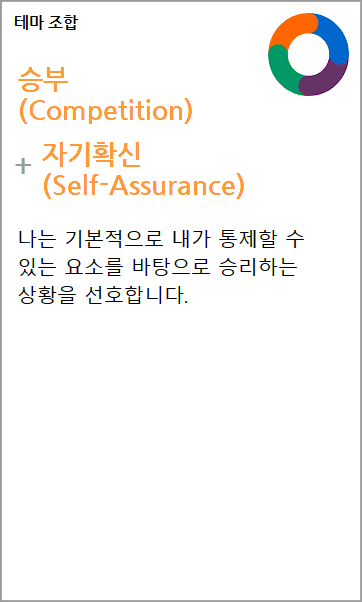 테마 조합
승부
(Competition)
+ 자기확신
(Self-Assurance)
나는 기본적으로 내가 통제할 수
있는 요소를 바탕으로 승리하는
상황을 선호합니다.